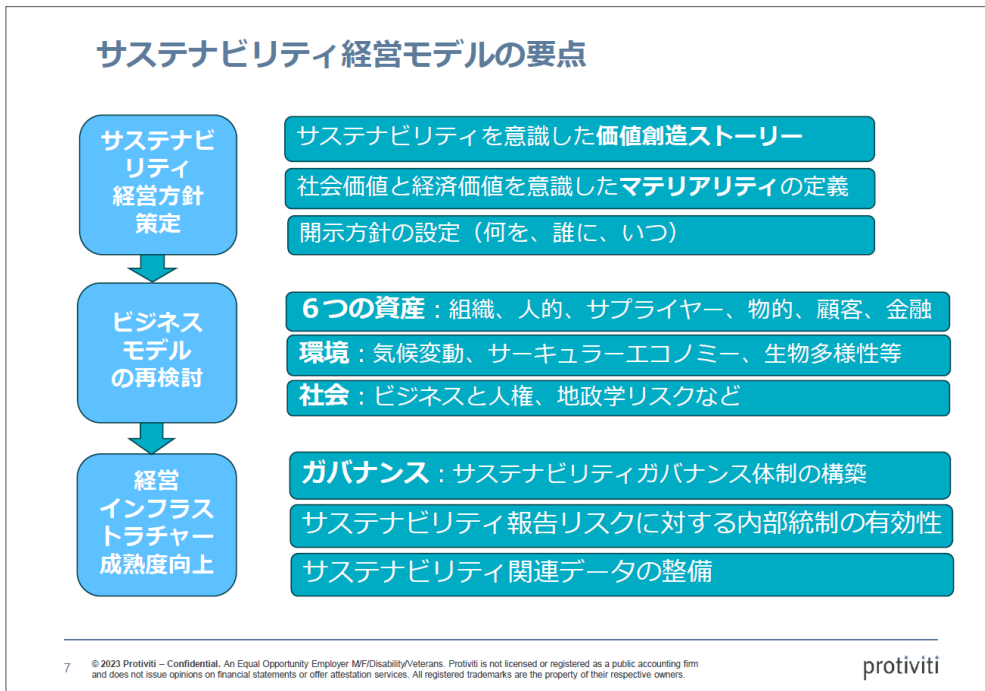 サステナビリティ経営モデルの要点
サステナビ
リティ
経営方針
策定
サステナビリティを意識した価値創造ストーリー
社会価値と経済価値を意識したマテリアリティの定義
開示方針の設定（何を、誰に、いつ）
ビジネス
モデル
の再検討
６つの資産：組織、人的、サプライヤー、物的、顧客、金融
環境：気候変動、サーキュラーエコノミー、生物多様性等
社会：ビジネスと人権、地政学リスクなど
経営
インフラス
トラチャー
成熟度向上
ガバナンス：サステナビリティガバナンス体制の構築
サステナビリティ報告リスクに対する内部統制の有効性
サステナビリティ関連データの整備
7
© 2023 Protiviti – Confidential. An Equal Opportunity Employer M/F/Disability/Veterans. Protiviti is not licensed or registered as a public accounting firm
and does not issue opinions on financial statements or offer attestation services. All registered trademarks are the property of their respective owners.
protiviti